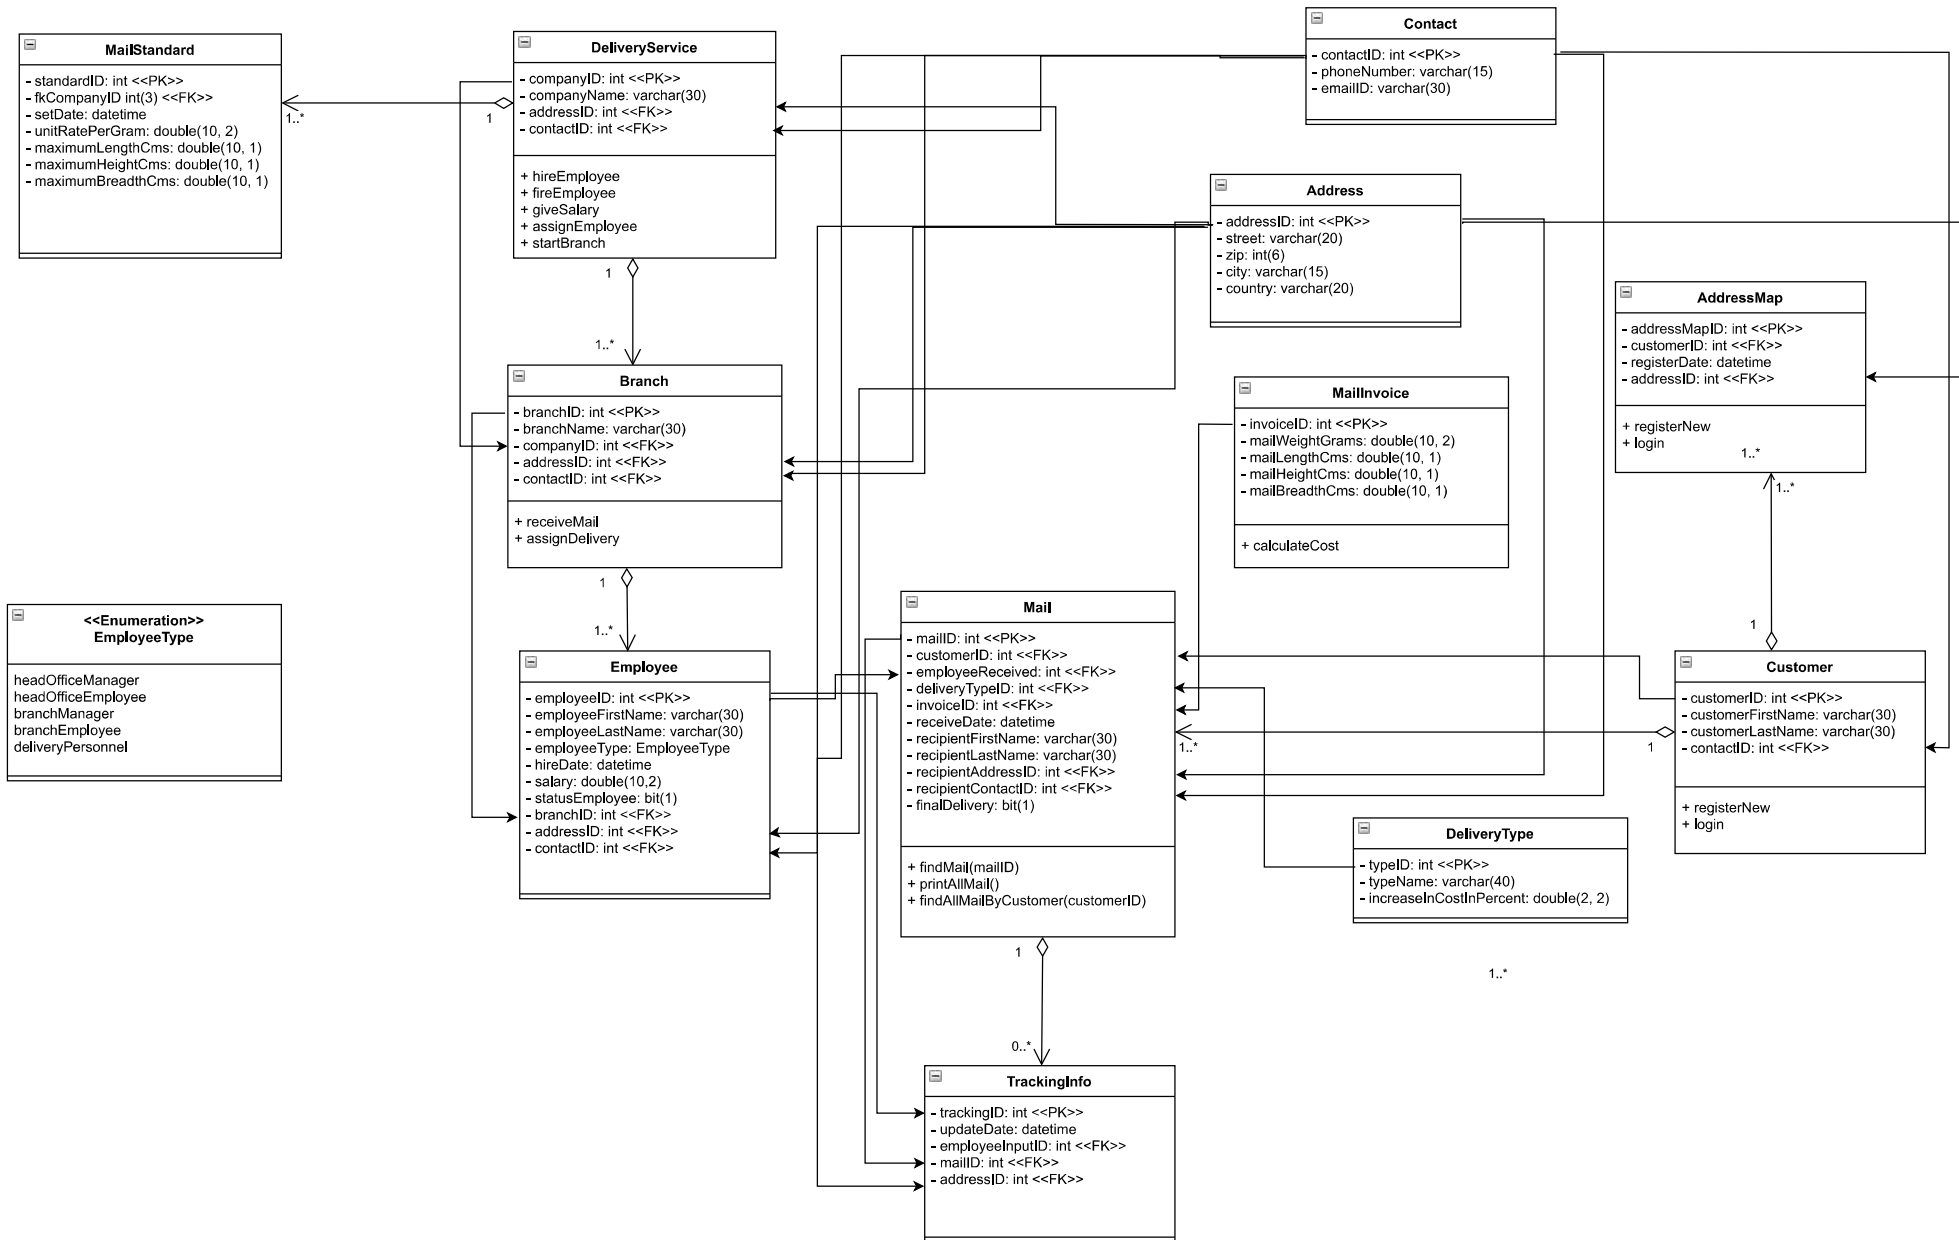 MailStandard
- standardID: int <<PK>>
- fkCompanyID int(3) <<FK>>
- setDate: datetime
- unitRatePerGram: double(10, 2)
- maximumLengthCms: double(10, 1)
- maximumHeightCms: double(10, 1)
- maximumBreadthCms: double(10, 1)
1..*
1
DeliveryService
- companyID: int <<PK>>
- companyName: varchar(30)
- addressID: int <<FK>>
- contactID: int <<FK>>
+ hireEmployee
+ fireEmployee
+ giveSalary
+ assignEmployee
+ startBranch
1
1..*
Contact
- contactID: int <<PK>>
- phoneNumber: varchar(15)
- emailID: varchar(30)
Address
- addressID: int <<PK>>
- street: varchar(20)
- zip: int(6)
- city: varchar(15)
- country: varchar(20)
AddressMap
- addressMapID: int <<PK>>
- customerID: int <<FK>>
- registerDate: datetime
- addressID: int <<FK>>
+ registerNew
+ login
1..*
1..*
Branch
- branchID: int <<PK>>
- branchName: varchar(30)
- companyID: int <<FK>>
- addressID: int <<FK>>
- contactID: int <<FK>>
+ receiveMail
+ assignDelivery
1
1..*
MailInvoice
- invoiceID: int <<PK>>
- mailWeightGrams: double(10, 2)
- mailLengthCms: double(10, 1)
- mailHeightCms: double(10, 1)
- mailBreadthCms: double(10, 1)
+ calculateCost
<<Enumeration>>
EmployeeType
headOfficeManager
headOfficeEmployee
branchManager
branchEmployee
deliveryPersonnel
Employee
- employeeID: int <<PK>>
- employeeFirstName: varchar(30)
- employeeLastName: varchar(30)
- employeeType: EmployeeType
- hireDate: datetime
- salary: double(10,2)
- statusEmployee: bit(1)
- branchID: int <<FK>>
- addressID: int <<FK>>
- contactID: int <<FK>>
Mail
- mailID: int <<PK>>
- customerID: int <<FK>>
- employeeReceived: int <<FK>>
- deliveryTypeID: int <<FK>>
- invoiceID: int <<FK>>
- receiveDate: datetime
- recipientFirstName: varchar(30)
- recipientLastName: varchar(30)
- recipientAddressID: int <<FK>>
- recipientContactID: int <<FK>>
- finalDelivery: bit(1)
+ findMail(mailID)
+ printAllMail()
+ findAllMailByCustomer(customerID)
1..*
1
1
Customer
- customerID: int <<PK>>
- customerFirstName: varchar(30)
- customerLastName: varchar(30)
- contactID: int <<FK>>
+ registerNew
+ login
DeliveryType
- typeID: int <<PK>>
- typeName: varchar(40)
- increaseInCostInPercent: double(2, 2)
1..*
1
0..*
TrackingInfo
- trackingID: int <<PK>>
- updateDate: datetime
- employeeInputID: int <<FK>>
- mailID: int <<FK>>
- addressID: int <<FK>>